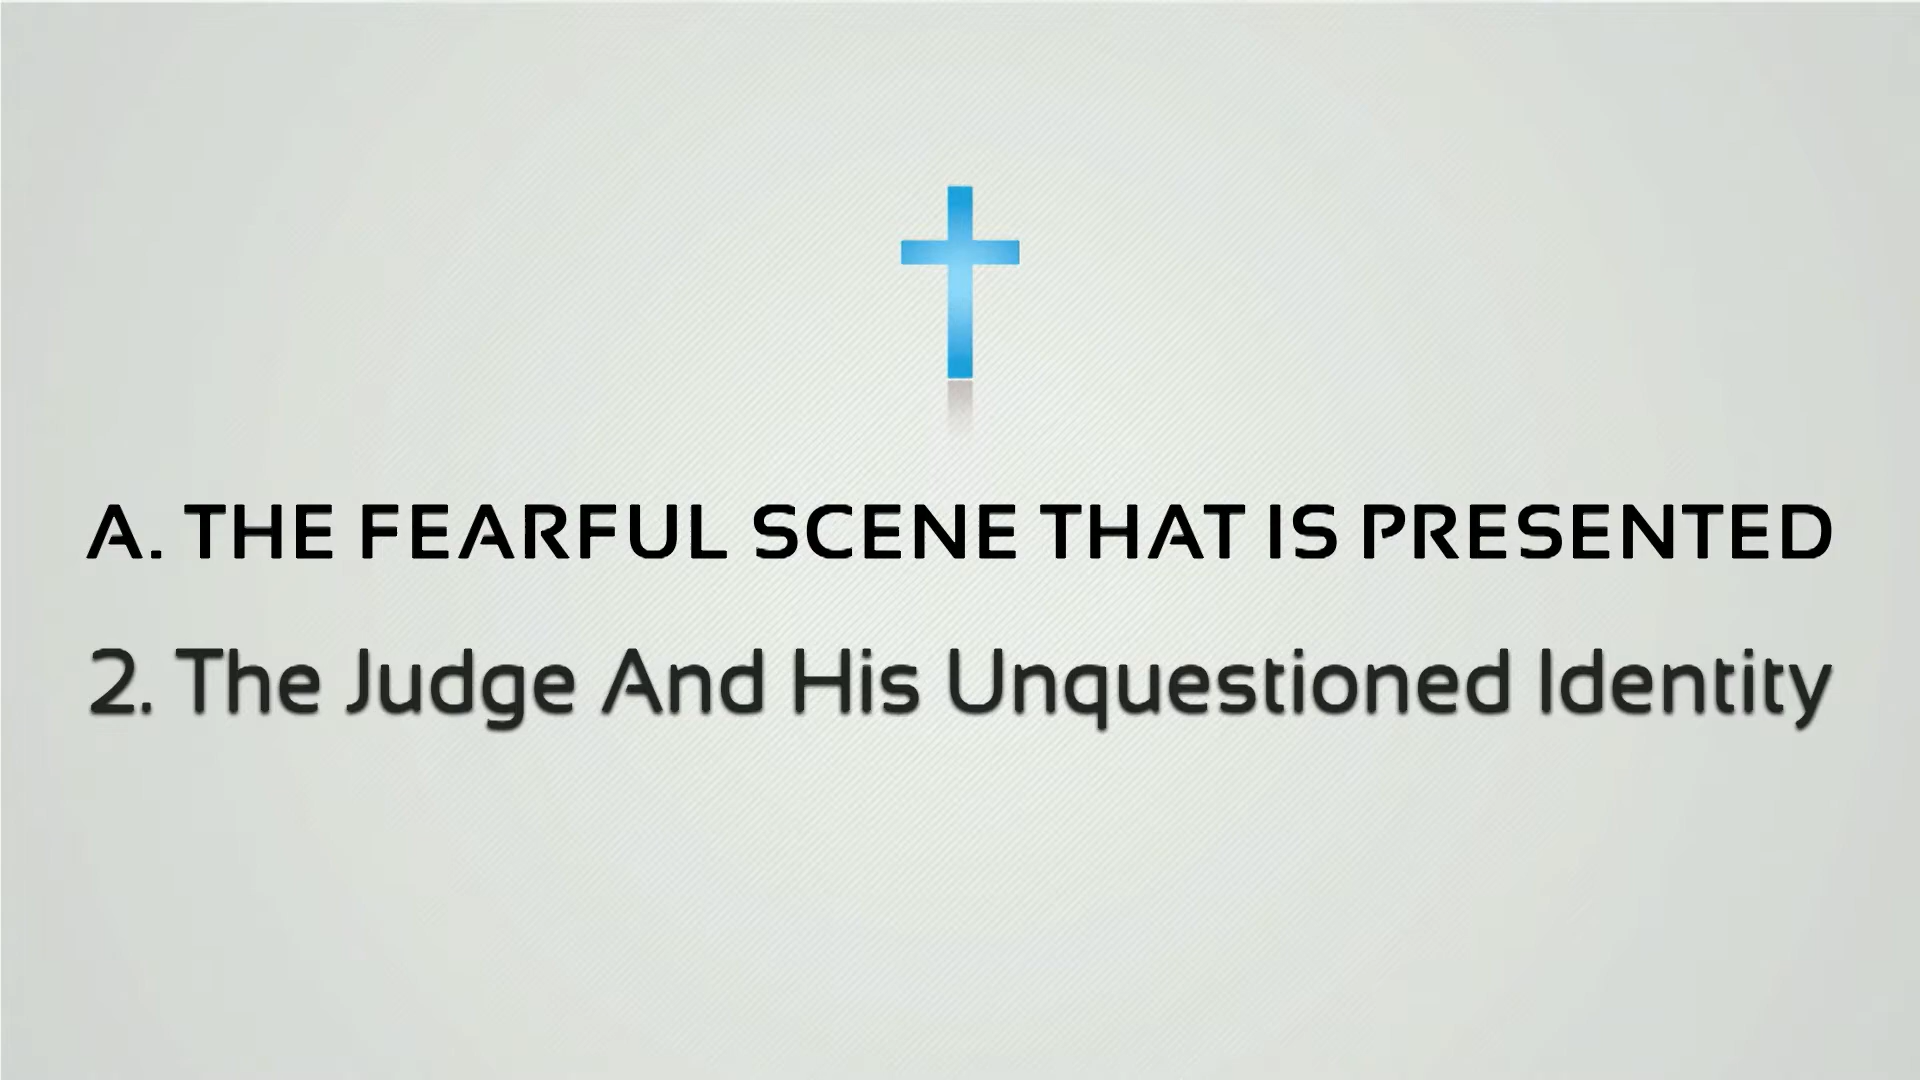 A. THE FEARFUL SCENE THAT IS PRESENTED
2. The Judge And His Unquestioned Identity